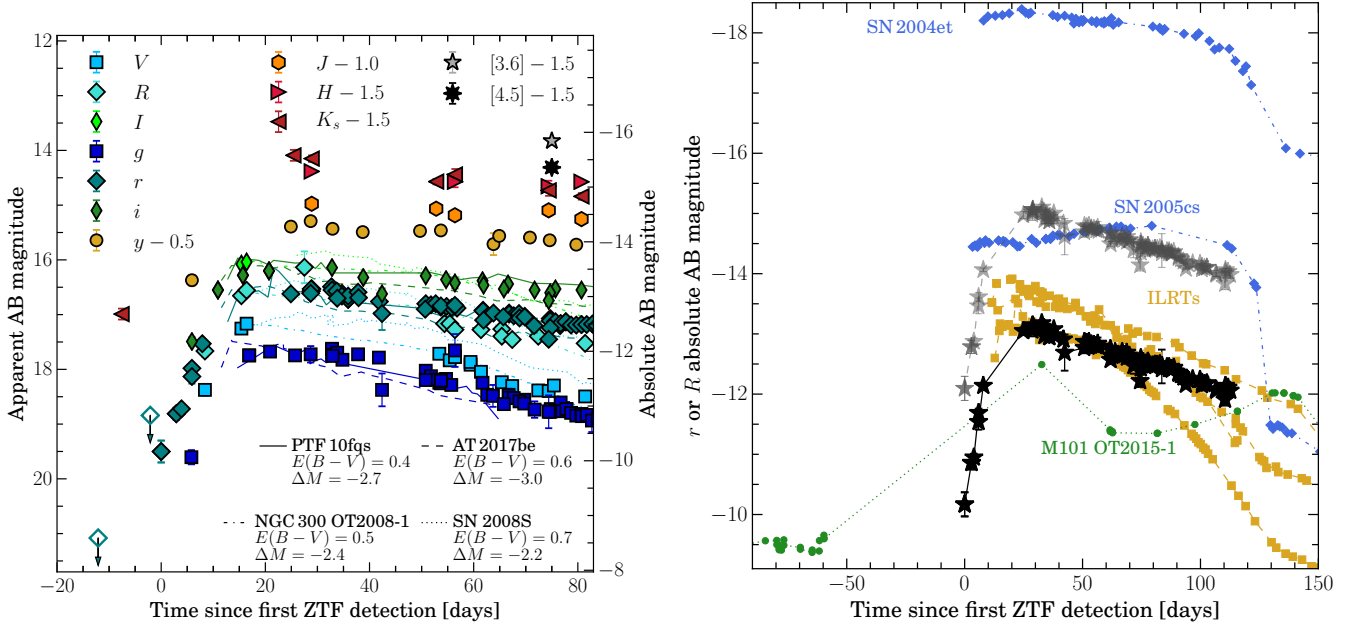 12
14
16
18
20
−20
0
20
40
60
80
−16
−14
−12
−10
−8
Apparent AB magnitude
Absolute AB magnitude
Time since first ZTF detection [days]
V
R
I
g
r
i
y − 0.5
J − 1.0
H − 1.5
K_s − 1.5
[3.6] − 1.5
[4.5] − 1.5
PTF 10fqs
E(B − V) = 0.4
ΔM = −2.7
AT 2017be
E(B − V) = 0.6
ΔM = −3.0
NGC 300 OT2008-1
E(B − V) = 0.5
ΔM = −2.4
SN 2008S
E(B − V) = 0.7
ΔM = −2.2
−18
−16
−14
−12
−10
−50
0
50
100
150
r or R absolute AB magnitude
Time since first ZTF detection [days]
SN 2004et
SN 2005cs
ILRTs
M101 OT2015-1